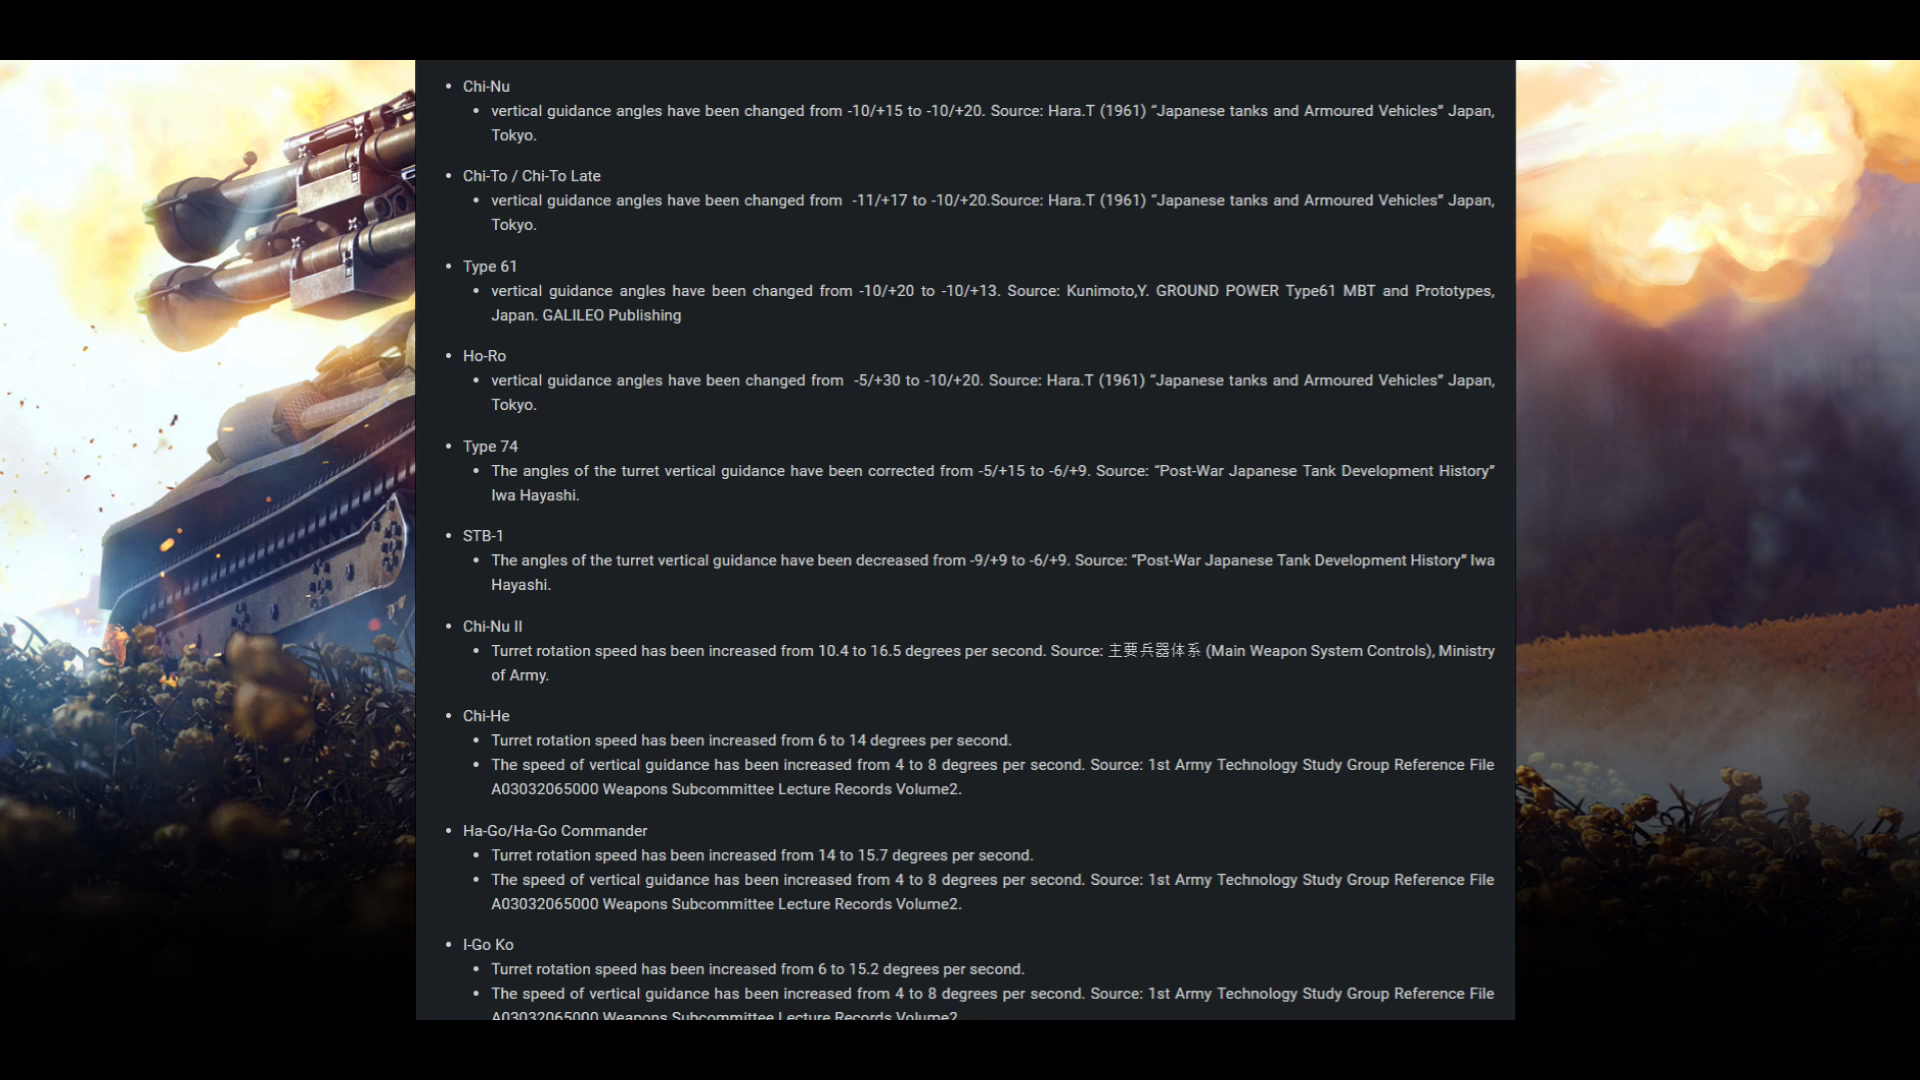 • Chi-Nu
• vertical guidance angles have been changed from -10/+15 to -10/+20. Source: Hara.T (1961) “Japanese tanks and Armoured Vehicles” Japan,
Tokyo.
• Chi-To / Chi-To Late
• vertical guidance angles have been changed from -11/+17 to -10/+20.Source: Hara.T (1961) “Japanese tanks and Armoured Vehicles” Japan,
Tokyo.
• Type 61
• vertical guidance angles have been changed from -10/+20 to -10/+13. Source: Kunimoto,Y. GROUND POWER Type61 MBT and Prototypes,
Japan. GALILEO Publishing
• Ho-Ro
• vertical guidance angles have been changed from -5/+30 to -10/+20. Source: Hara.T (1961) “Japanese tanks and Armoured Vehicles” Japan,
Tokyo.
• Type 74
• The angles of the turret vertical guidance have been corrected from -5/+15 to -6/+9. Source: “Post-War Japanese Tank Development History”
Iwa Hayashi.
• STB-1
• The angles of the turret vertical guidance have been decreased from -9/+9 to -6/+9. Source: “Post-War Japanese Tank Development History” Iwa
Hayashi.
• Chi-Nu II
• Turret rotation speed has been increased from 10.4 to 16.5 degrees per second. Source: 主要兵器体系 (Main Weapon System Controls), Ministry
of Army.
• Chi-He
• Turret rotation speed has been increased from 6 to 14 degrees per second.
• The speed of vertical guidance has been increased from 4 to 8 degrees per second. Source: 1st Army Technology Study Group Reference File
A03032065000 Weapons Subcommittee Lecture Records Volume2.
• Ha-Go/Ha-Go Commander
• Turret rotation speed has been increased from 14 to 15.7 degrees per second.
• The speed of vertical guidance has been increased from 4 to 8 degrees per second. Source: 1st Army Technology Study Group Reference File
A03032065000 Weapons Subcommittee Lecture Records Volume2.
• I-Go Ko
• Turret rotation speed has been increased from 6 to 15.2 degrees per second.
• The speed of vertical guidance has been increased from 4 to 8 degrees per second. Source: 1st Army Technology Study Group Reference File
A03032065000 Weapons Subcommittee Lecture Records Volume2